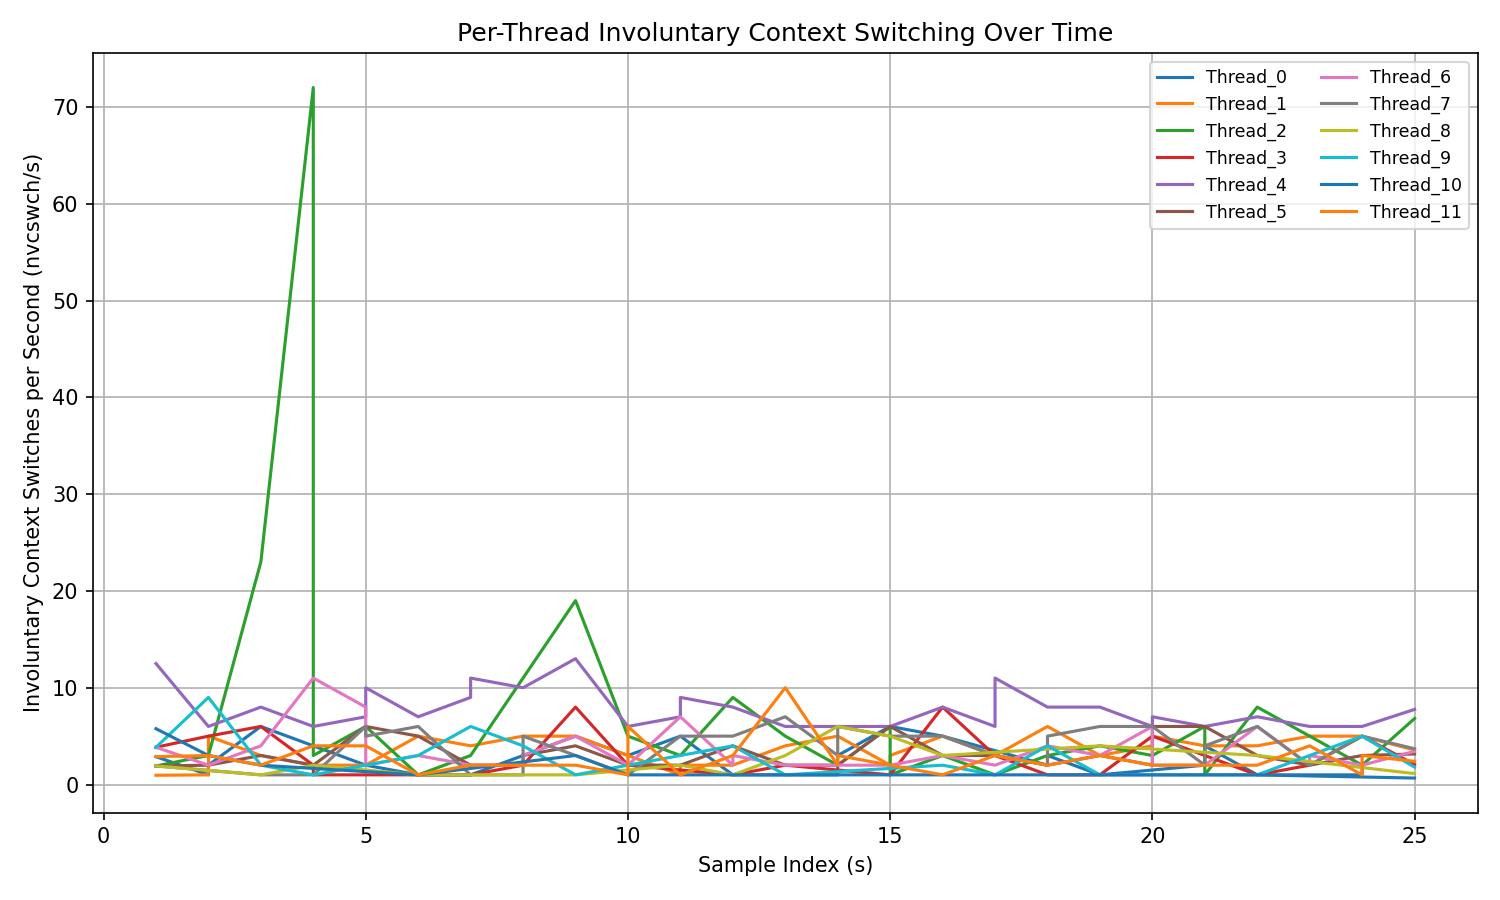 Per-Thread Involuntary Context Switching Over Time
Involuntary Context Switches per Second (nvcswch/s)
70
60
50
40
30
20
10
0
Thread_0
Thread_1
Thread_2
Thread_3
Thread_4
Thread_5
Thread_6
Thread_7
Thread_8
Thread_9
Thread_10
Thread_11
0 5 10 15 20 25
Sample Index (s)